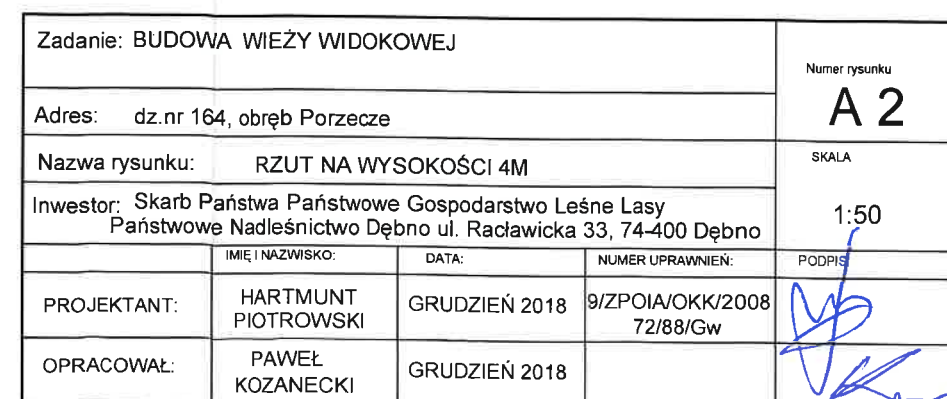 Zadanie: BUDOWA WIEŻY WIDOKOWEJ
Numer rysunku
A 2
Adres: dz.nr 164, obręb Porzecze
Nazwa rysunku: RZUT NA WYSOKOŚCI 4M
SKALA
1:50
Inwestor: Skarb Państwa Państwowe Gospodarstwo Leśne Lasy
Państwowe Nadleśnictwo Dębno ul. Racławicka 33, 74-400 Dębno
IMIĘ I NAZWISKO: DATA: NUMER UPRAWNIEŃ: PODPIS
PROJEKTANT: HARTMUNT PIOTROWSKI GRUDZIEŃ 2018 9/ZPOIA/OKK/2008
72/88/Gw
OPRACOWAŁ: PAWEŁ KOZANECKI GRUDZIEŃ 2018